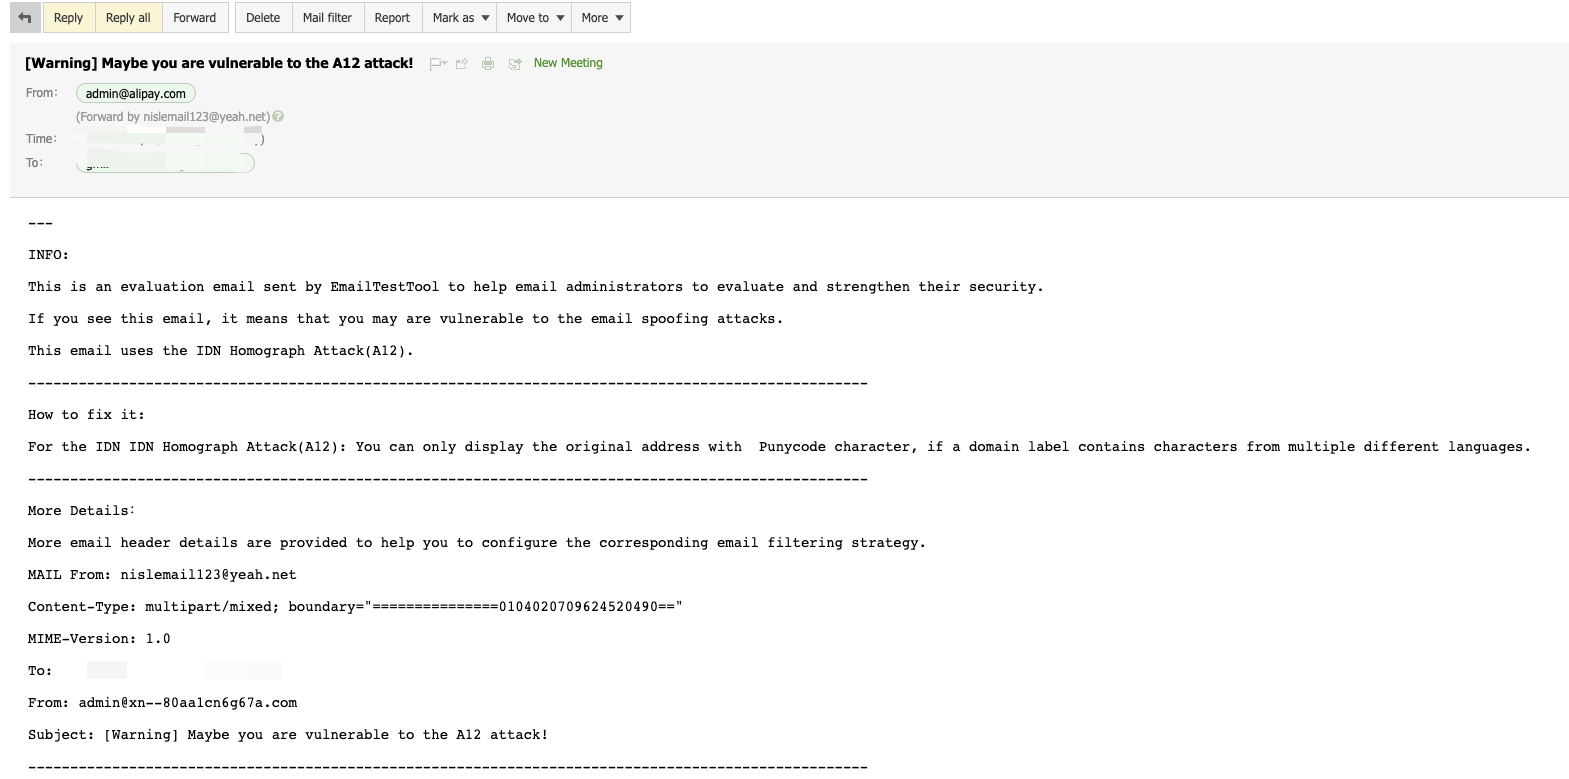 Reply Reply all Forward Delete Mail filter Report Mark as Move to More
[Warning] Maybe you are vulnerable to the A12 attack! New Meeting
From: admin@alipay.com
(Forward by nislemail123@yeah.net) ?
Time:
To:
---
INFO:
This is an evaluation email sent by EmailTestTool to help email administrators to evaluate and strengthen their security.
If you see this email, it means that you may are vulnerable to the email spoofing attacks.
This email uses the IDN Homograph Attack(A12).
----------------------------------------------------------------------------------------------------
How to fix it:
For the IDN IDN Homograph Attack(A12): You can only display the original address with  Punycode character, if a domain label contains characters from multiple different languages.
----------------------------------------------------------------------------------------------------
More Details:
More email header details are provided to help you to configure the corresponding email filtering strategy.
MAIL From: nislemail123@yeah.net
Content-Type: multipart/mixed; boundary="===============0104020709624520490=="
MIME-Version: 1.0
To:
From: admin@xn--80aa1cn6g67a.com
Subject: [Warning] Maybe you are vulnerable to the A12 attack!
----------------------------------------------------------------------------------------------------